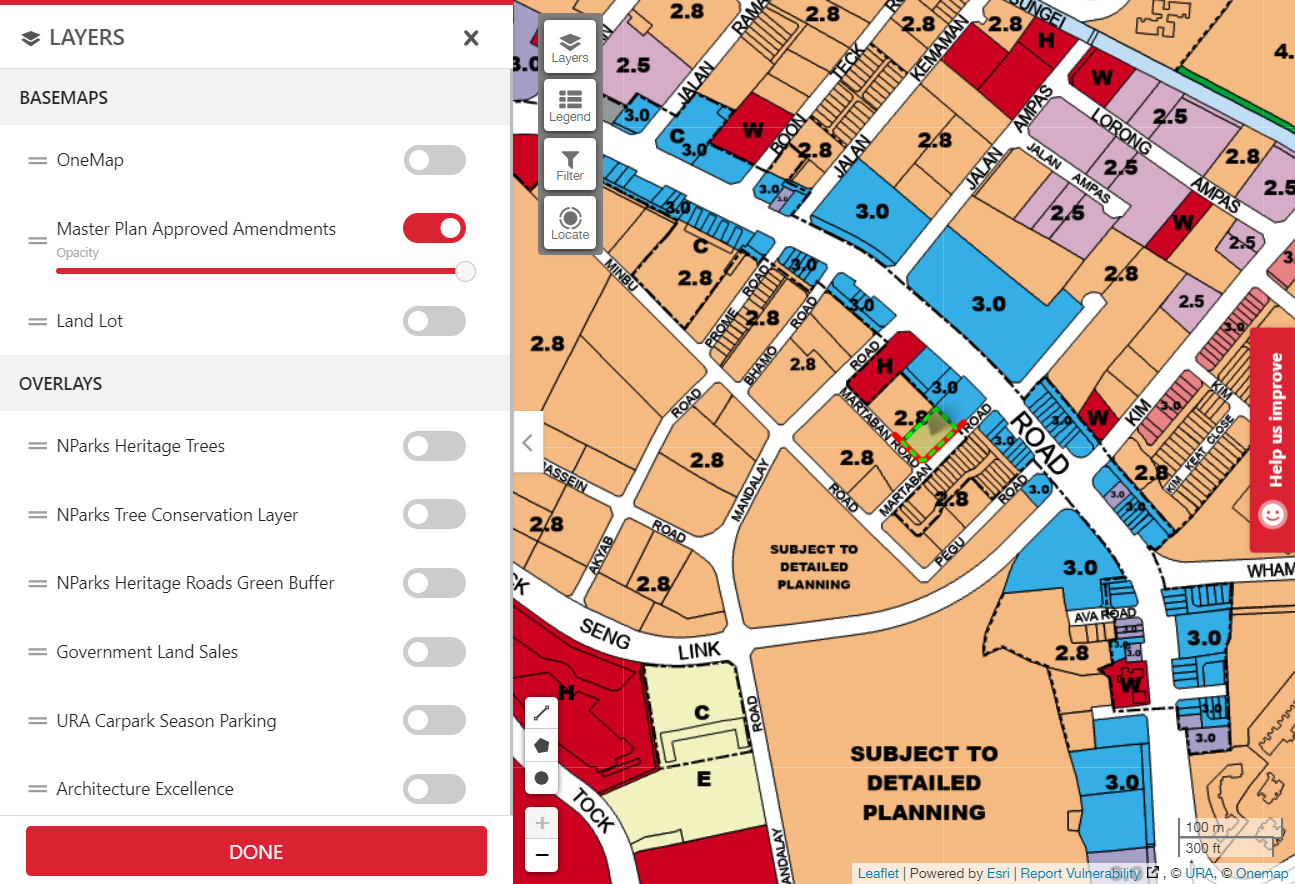 LAYERS
BASEMAPS
OneMap
Master Plan Approved Amendments
Opacity
Land Lot
OVERLAYS
NParks Heritage Trees
NParks Tree Conservation Layer
NParks Heritage Roads Green Buffer
Government Land Sales
URA Carpark Season Parking
Architecture Excellence
DONE
Layers
Legend
Filter
Locate
2.8
2.8
2.8
2.8
SUNGEI
H
4.
3.0
2.5
JALAN
TECK
KEMAMAN
W
3.0
C
3.0
W
BOON
2.8
JALAN
2.8
AMPAS
JALAN
LORONG
2.5
2.5
JALAN
AMPAS
AMPAS
2.8
2.5
3.0
3.0
3.0
2.5
W
2.5
C
2.8
MINBU
3.0
3.0
3.0
2.8
2.5
3.0
PROME
ROAD
2.8
BHAMO
ROAD
2.8
2.8
ROAD
H
3.0
2.8
MARTABAN ROAD
ROAD
3.0
ROAD
3.0
W
KIM
3.0
KIM
KIM KEAT CLOSE
2.8
ROAD
2.8
MANDALAY
2.8
ROAD
MARTABAN
2.8
ROAD
PEGU
3.0
3.0
3.0
2.8
AKYAB
ROAD
2.8
SUBJECT TO
DETAILED
PLANNING
3.0
WHAM
AVA ROAD
2.8
3.0
3.0
3.0
W
3.0
3.0
SENG
LINK
H
C
ROAD
E
TOCK
SUBJECT TO
DETAILED
PLANNING
3.0
Help us improve
100 m
300 ft
Leaflet | Powered by Esri | Report Vulnerability , © URA, © Onemap